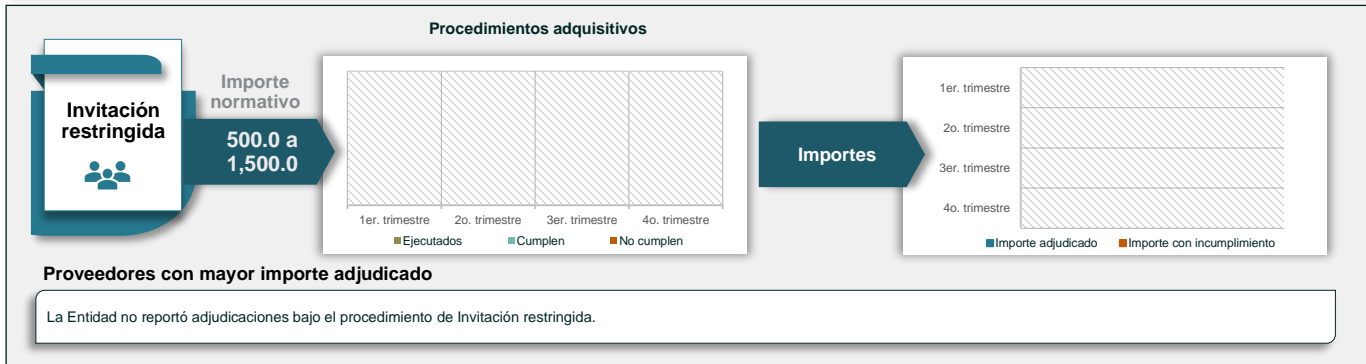 Procedimientos adquisitivos
Invitación
restringida
Importe
normativo
500.0 a
1,500.0
1er. trimestre
2o. trimestre
3er. trimestre
4o. trimestre
Ejecutados
Cumplen
No cumplen
Importes
1er. trimestre
2o. trimestre
3er. trimestre
4o. trimestre
Importe adjudicado
Importe con incumplimiento
Proveedores con mayor importe adjudicado
La Entidad no reportó adjudicaciones bajo el procedimiento de Invitación restringida.